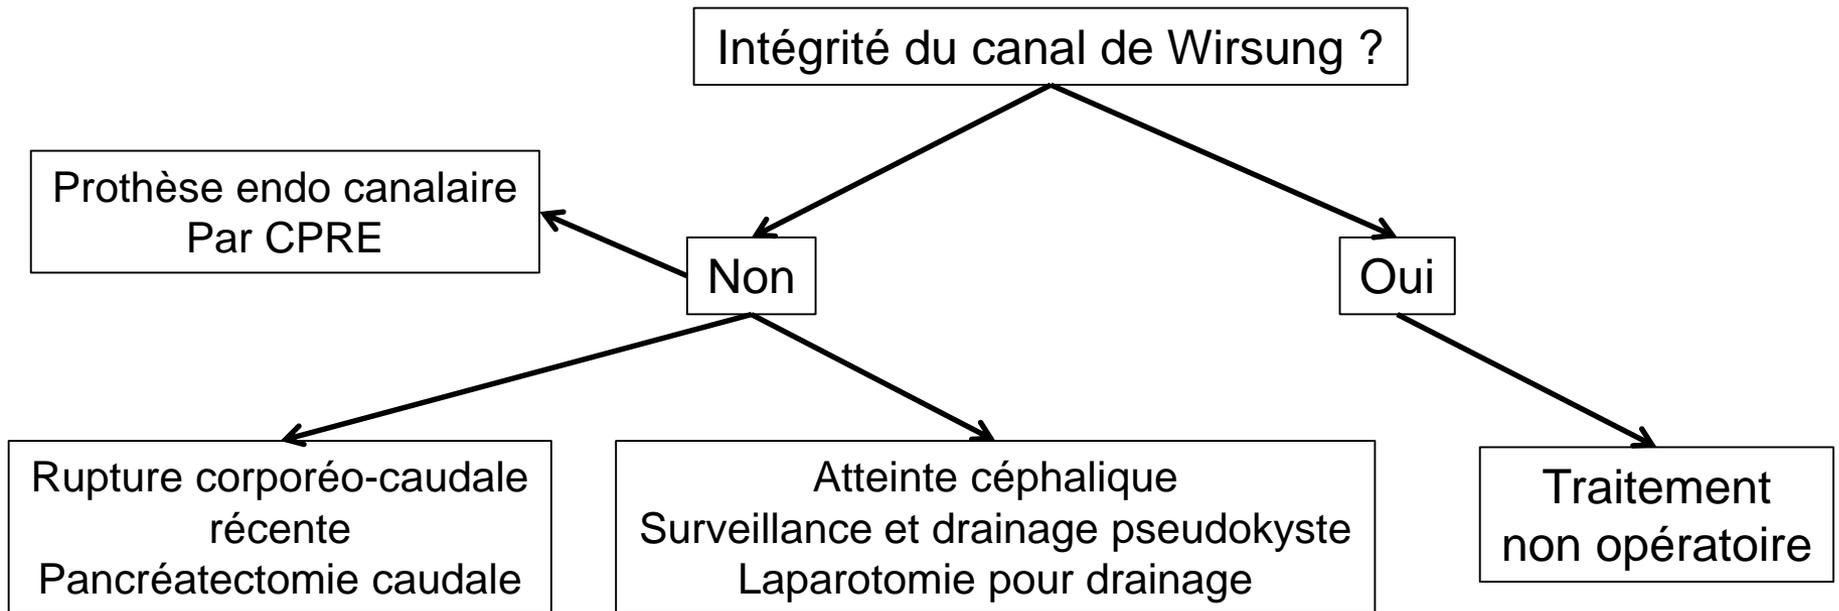 Intégrité du canal de Wirsung ?
Prothèse endo canalaire
Par CPRE
Non
Oui
Rupture corporéo-caudale
récente
Pancréatectomie caudale
Atteinte céphalique
Surveillance et drainage pseudokyste
Laparotomie pour drainage
Traitement
non opératoire